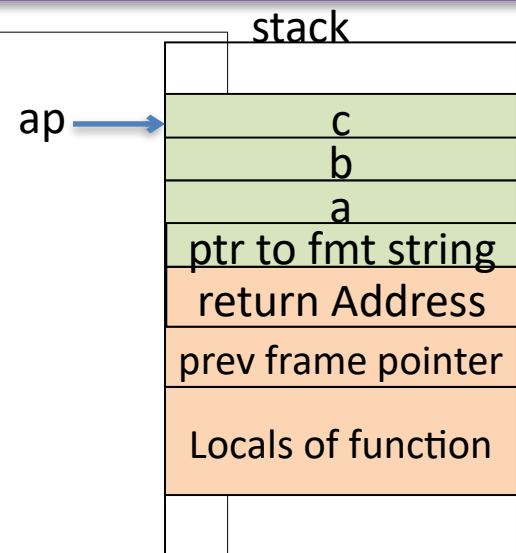 stack
ap
c
b
a
ptr to fmt string
return Address
prev frame pointer
Locals of function